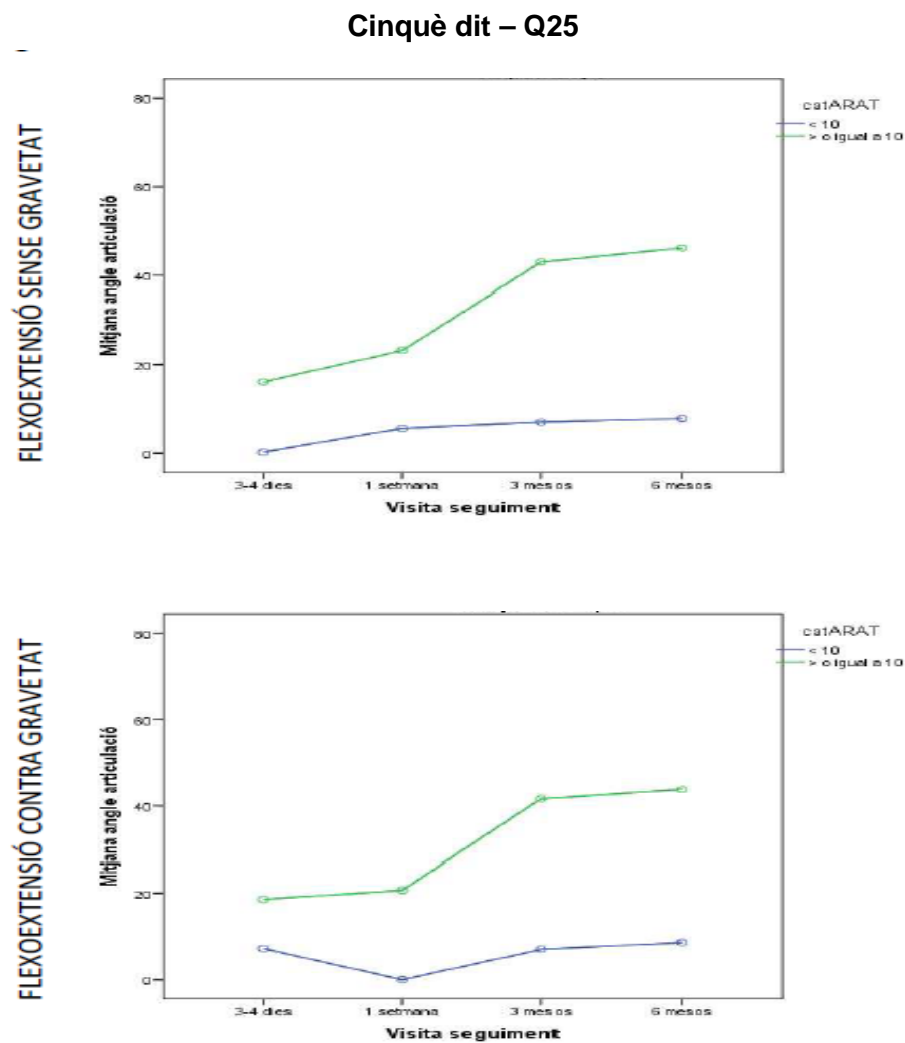 Cinquè dit – Q25
FLEXOEXTENSIÓ SENSE GRAVETAT
Mitjana angle articulació
80
60
40
20
0
3-4 dies
1 setmana
3 mesos
6 mesos
Visita seguiment
catARAT
< 10
> o igual a 10
FLEXOEXTENSIÓ CONTRA GRAVETAT
Mitjana angle articulació
80
60
40
20
0
3-4 dies
1 setmana
3 mesos
6 mesos
Visita seguiment
catARAT
< 10
> o igual a 10